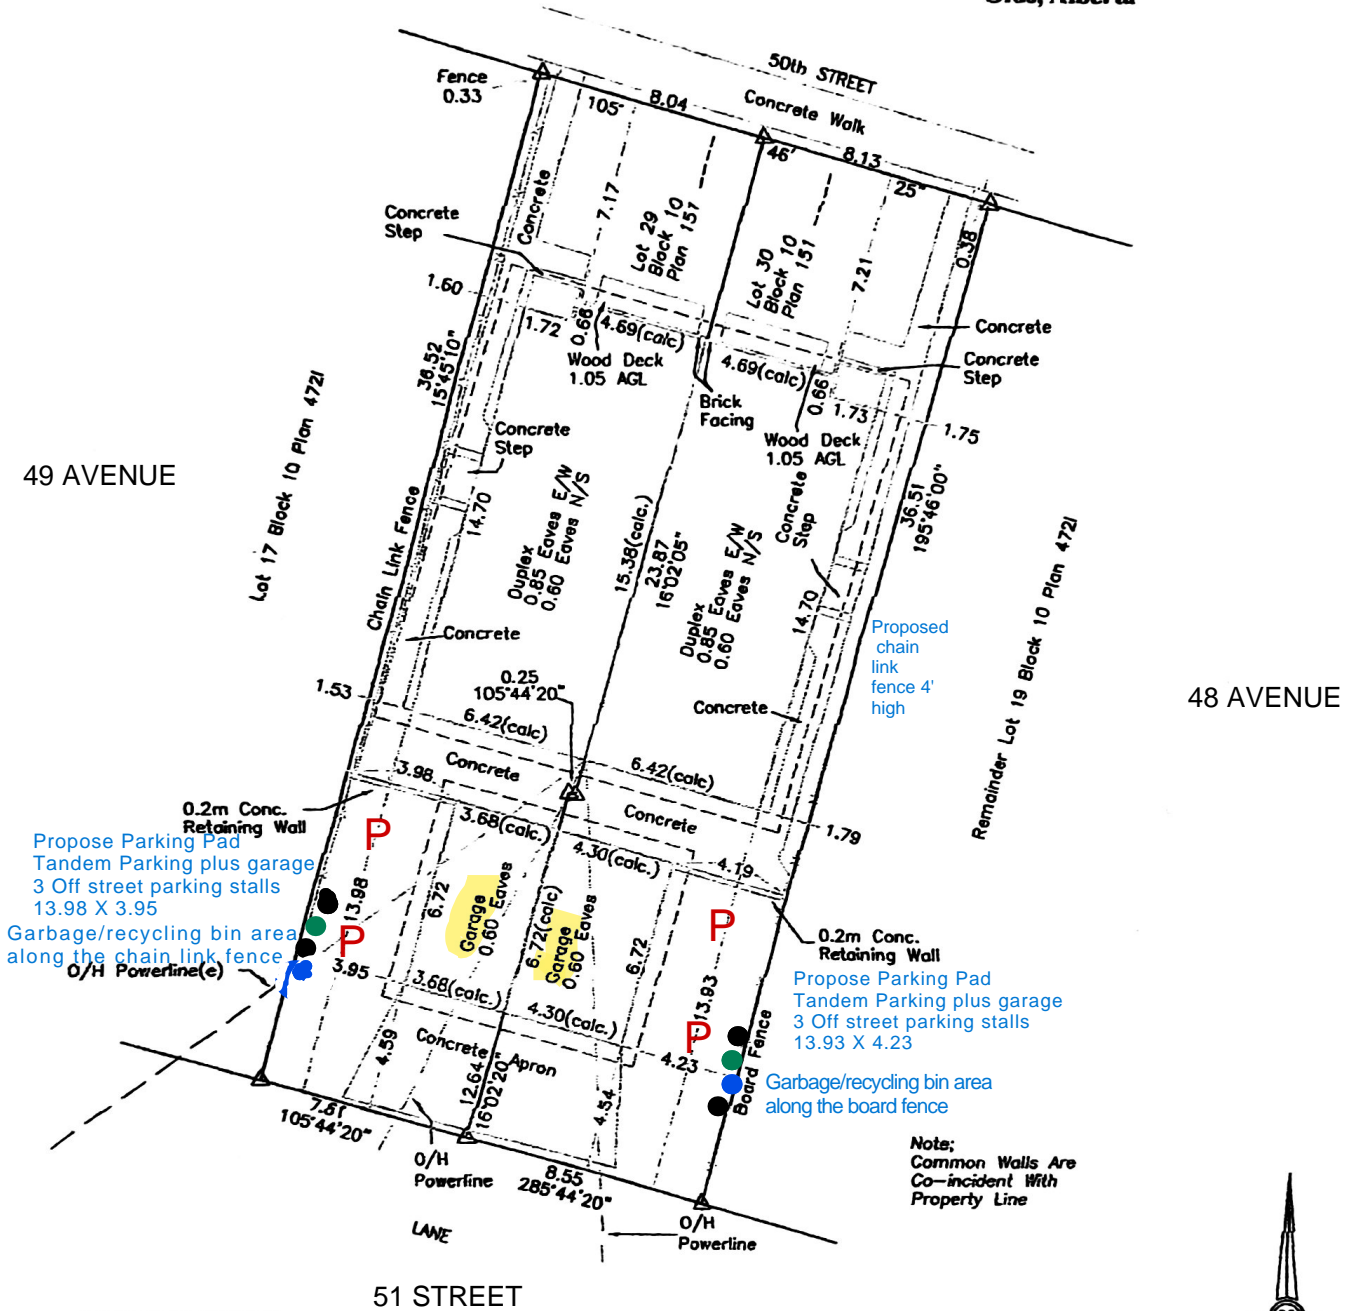 50th STREET
Concrete Walk
Fence
0.33
105°
8.04
46'
8.13
25"
Concrete
7.17
Lot 29
Block 10
Plan 151
Lot 30
Block 10
Plan 151
7.21
0.38
Concrete
Step
1.60
1.72
0.66
4.69(calc)
Wood Deck
1.05 AGL
4.69(calc)
Brick
Facing
0.66
1.73
Wood Deck
1.05 AGL
1.75
Concrete
Concrete
Step
36.52
15°45'10"
49 AVENUE
Lot 17 Block 10 Plan 472I
Chain Link Fence
Concrete
Step
14.70
Duplex
0.85 Eaves E/W
0.60 Eaves N/S
15.38(calc.)
23.87
16°02'05"
Duplex
0.85 Eaves E/W
0.60 Eaves N/S
Concrete
Step
14.70
36.51
195°46'00"
Remainder Lot 19 Block 10 Plan 472I
48 AVENUE
Proposed
chain
link
fence 4'
high
Concrete
1.53
0.25
105°44'20"
Concrete
6.42(calc)
6.42(calc)
1.79
3.98
Concrete
Concrete
0.2m Conc.
Retaining Wall
3.68(calc.)
4.30(calc.)
4.19
Propose Parking Pad
Tandem Parking plus garage
3 Off street parking stalls
13.98 X 3.95
Garbage/recycling bin area
along the chain link fence
O/H Powerline(e)
P
P
13.98
6.72
Garage
0.60 Eaves
6.72(calc)
Garage
0.60 Eaves
6.72
P
P
13.93
0.2m Conc.
Retaining Wall
Propose Parking Pad
Tandem Parking plus garage
3 Off street parking stalls
13.93 X 4.23
Garbage/recycling bin area
along the board fence
Board Fence
3.95
3.68(calc.)
4.30(calc.)
4.23
4.59
Concrete Apron
12.64
16°02'20"
4.54
7.61
105°44'20"
O/H
Powerline
8.55
285°44'20"
O/H
Powerline
LANE
51 STREET
Note;
Common Walls Are
Co-incident With
Property Line